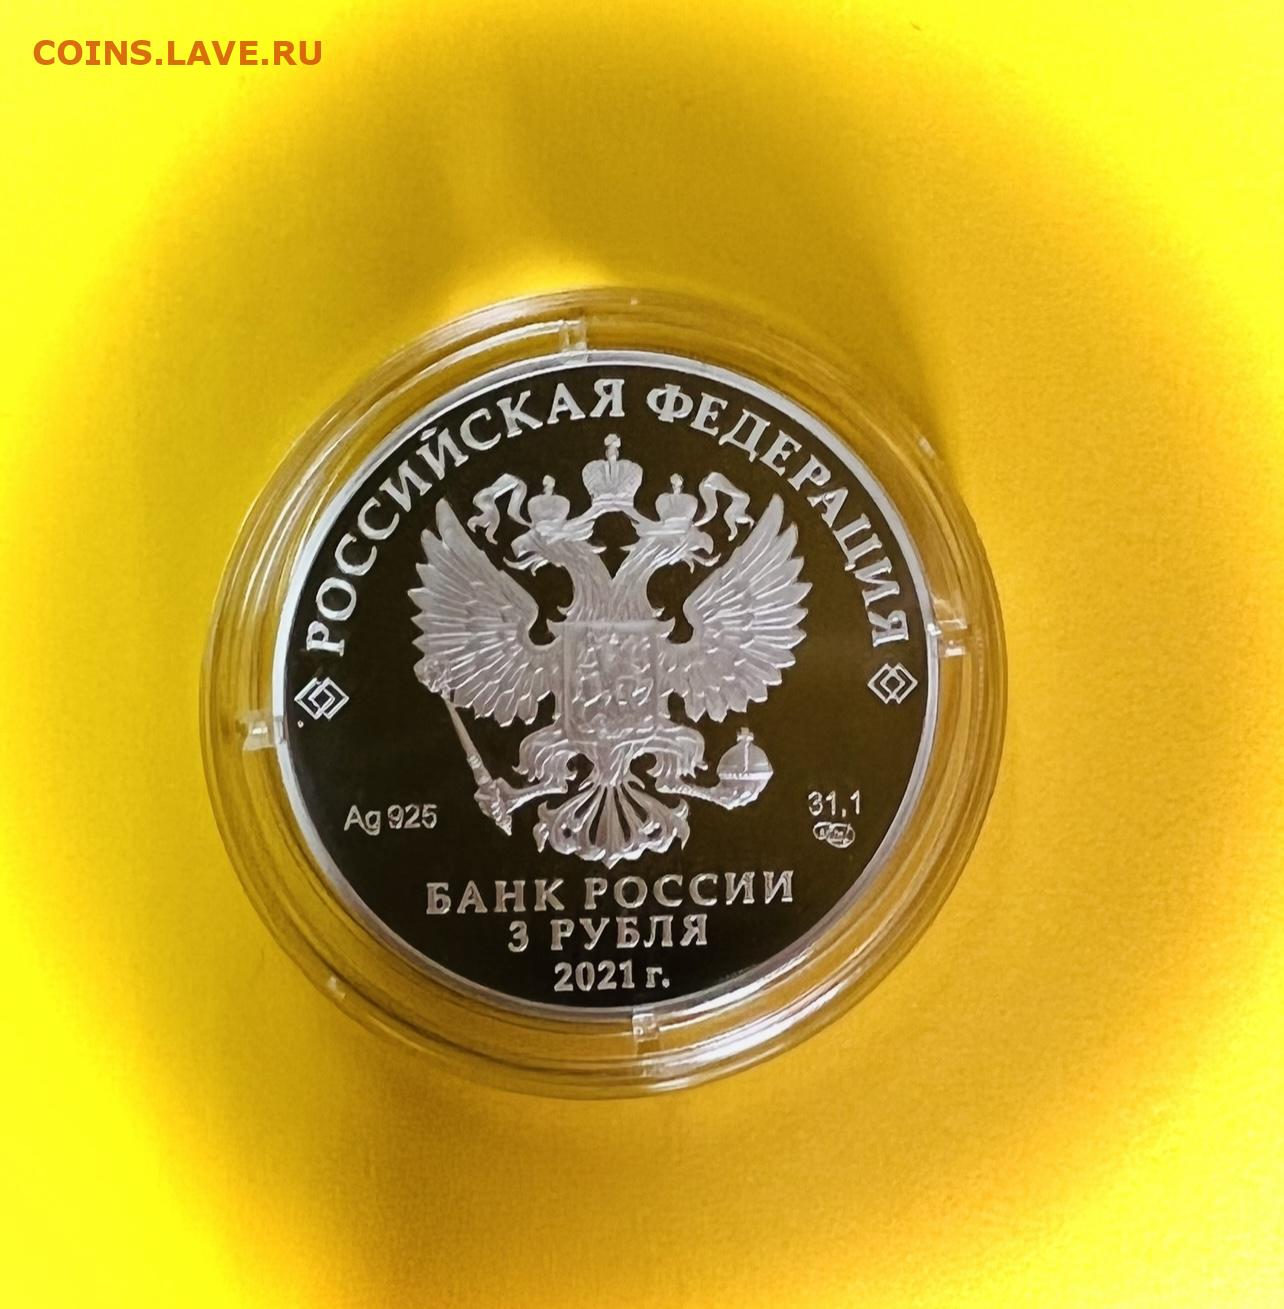 COINS.LAVE.RU
РОССИЙСКАЯ ФЕДЕРАЦИЯ
Ag 925
31,1
БАНК РОССИИ
3 РУБЛЯ
2021 г.